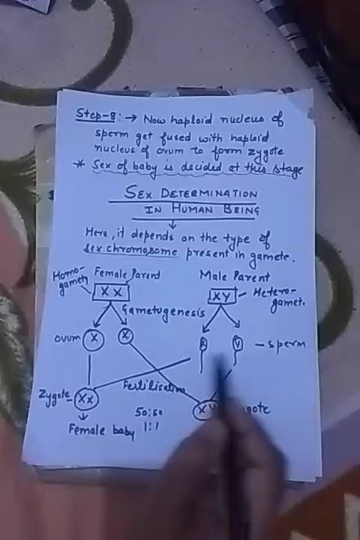 Step-8: → Now haploid nucleus of
sperm get fused with haploid
nucleus of ovum to form zygote
* Sex of baby is decided at this stage
SEX DETERMINATION
IN HUMAN BEING
Here, it depends on the type of
sex chromosome present in gamete.
Homo- Female Parent Male Parent
gametic XX XY Hetero-
gamet.
Gametogenesis
ovum X X X Y - sperm
Fertilisation
Zygote XX 50:50 XY
Female baby 1:1